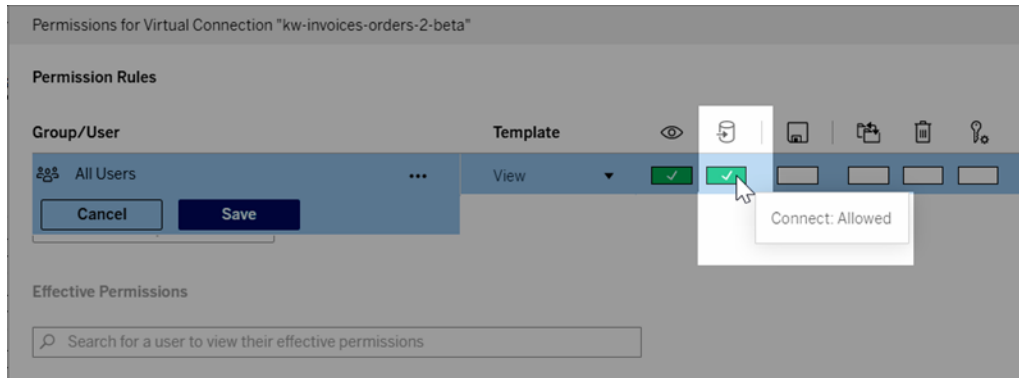 Permissions for Virtual Connection "kw-invoices-orders-2-beta"
Permission Rules
Group/User Template
All Users ... View
Cancel Save
Connect: Allowed
Effective Permissions
Search for a user to view their effective permissions